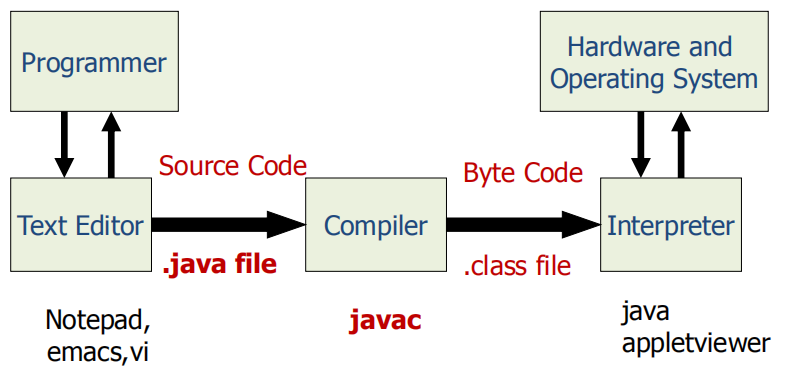 Programmer
Hardware and
Operating System
Source Code
Byte Code
Text Editor
Compiler
Interpreter
.java file
.class file
Notepad,
emacs,vi
javac
java
appletviewer